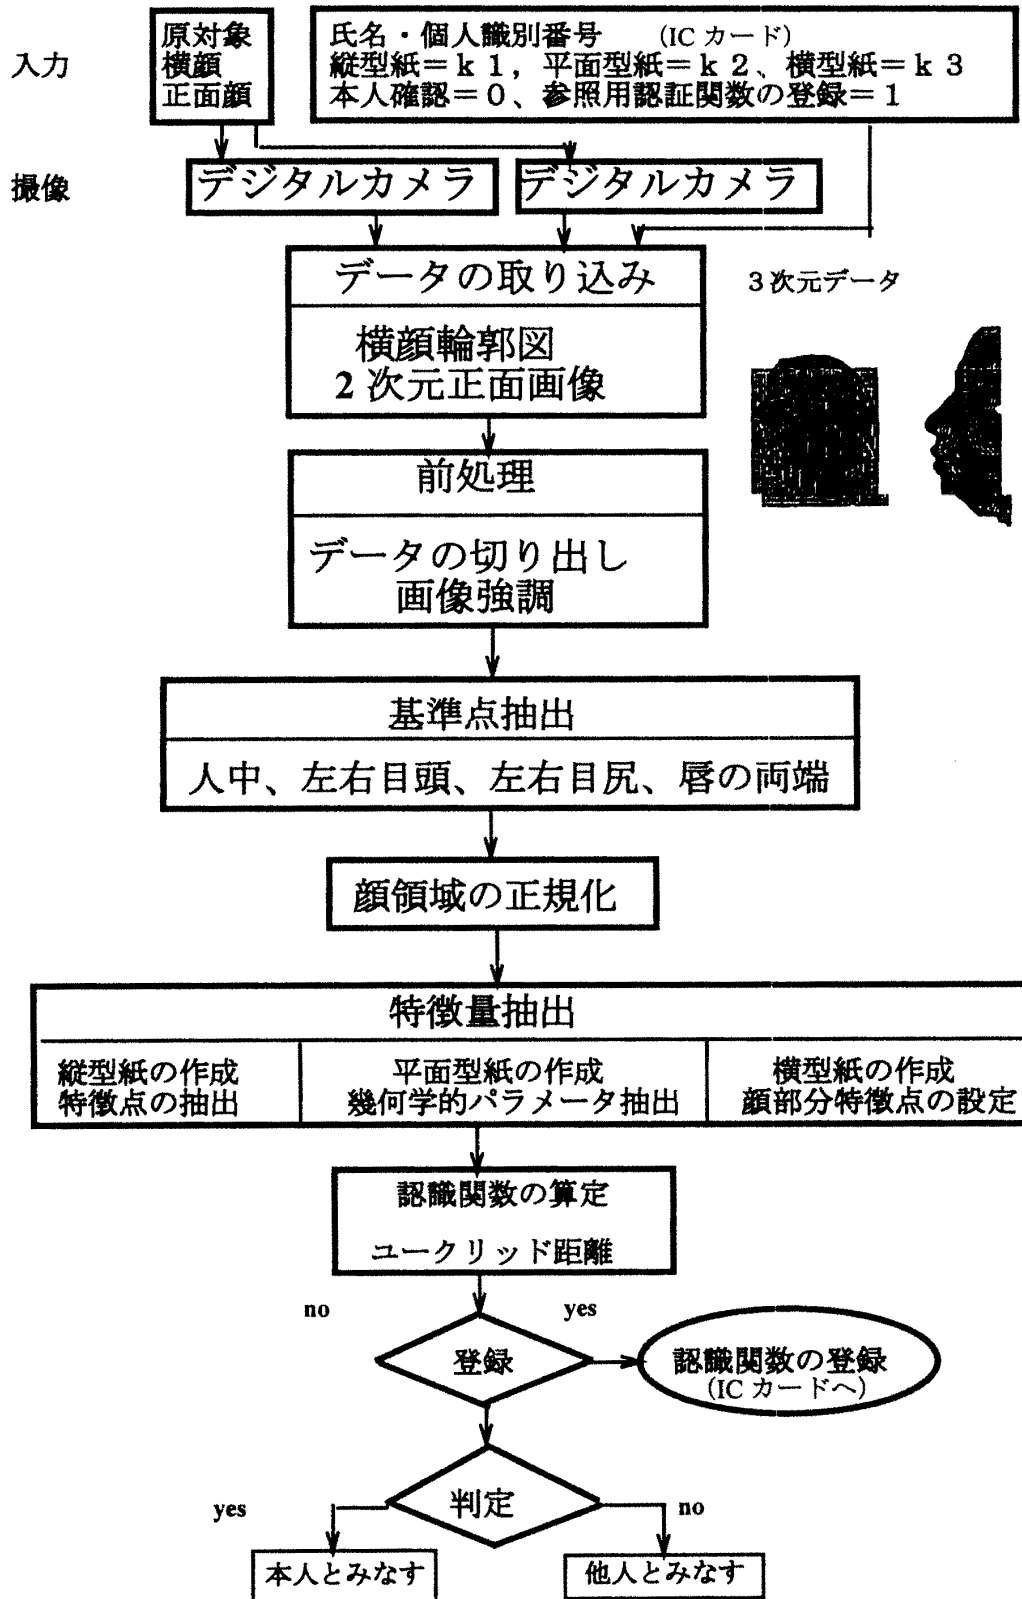 入力
原対象
横顔
正面顔
氏名・個人識別番号 (IC カード)
縦型紙＝ｋ１，平面型紙＝ｋ２、横型紙＝ｋ３
本人確認＝０、参照用認証関数の登録＝１
撮像
デジタルカメラ
デジタルカメラ
データの取り込み
３次元データ
横顔輪郭図
2 次元正面画像
前処理
データの切り出し
画像強調
基準点抽出
人中、左右目頭、左右目尻、唇の両端
顔領域の正規化
特徴量抽出
縦型紙の作成
特徴点の抽出
平面型紙の作成
幾何学的パラメータ抽出
横型紙の作成
顔部分特徴点の設定
認識関数の算定
ユークリッド距離
no
yes
登録
認識関数の登録
(IC カードへ)
yes
判定
no
本人とみなす
他人とみなす